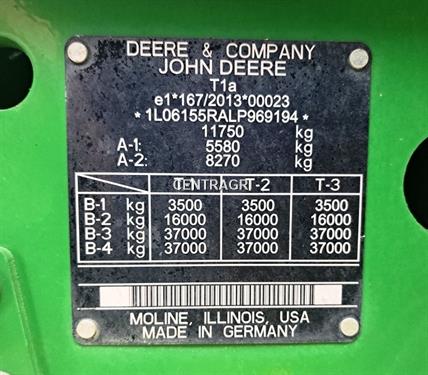 DEERE & COMPANY
JOHN DEERE
T1a
e1*167/2013*00023
*1L06155RALP969194*
11750 kg
A-1: 5580 kg
A-2: 8270 kg
T-1 T-2 T-3
CENTRAGRI
B-1 kg 3500 3500 3500
B-2 kg 16000 16000 16000
B-3 kg 37000 37000 37000
B-4 kg 37000 37000 37000
MOLINE, ILLINOIS, USA
MADE IN GERMANY